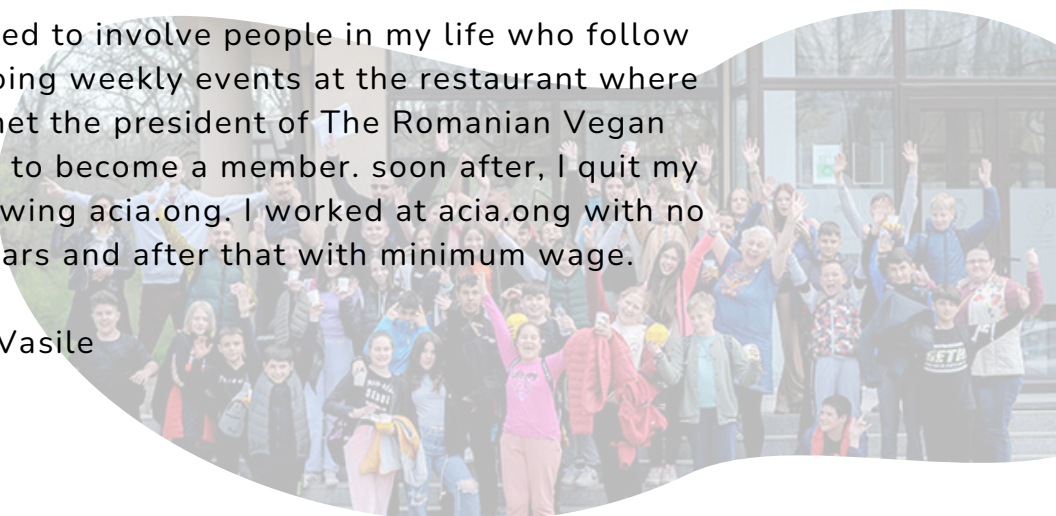 ed to involve people in my life who follow
oing weekly events at the restaurant where
net the president of The Romanian Vegan
to become a member. soon after, I quit my
wing acia.ong. I worked at acia.ong with no
ars and after that with minimum wage.
Vasile